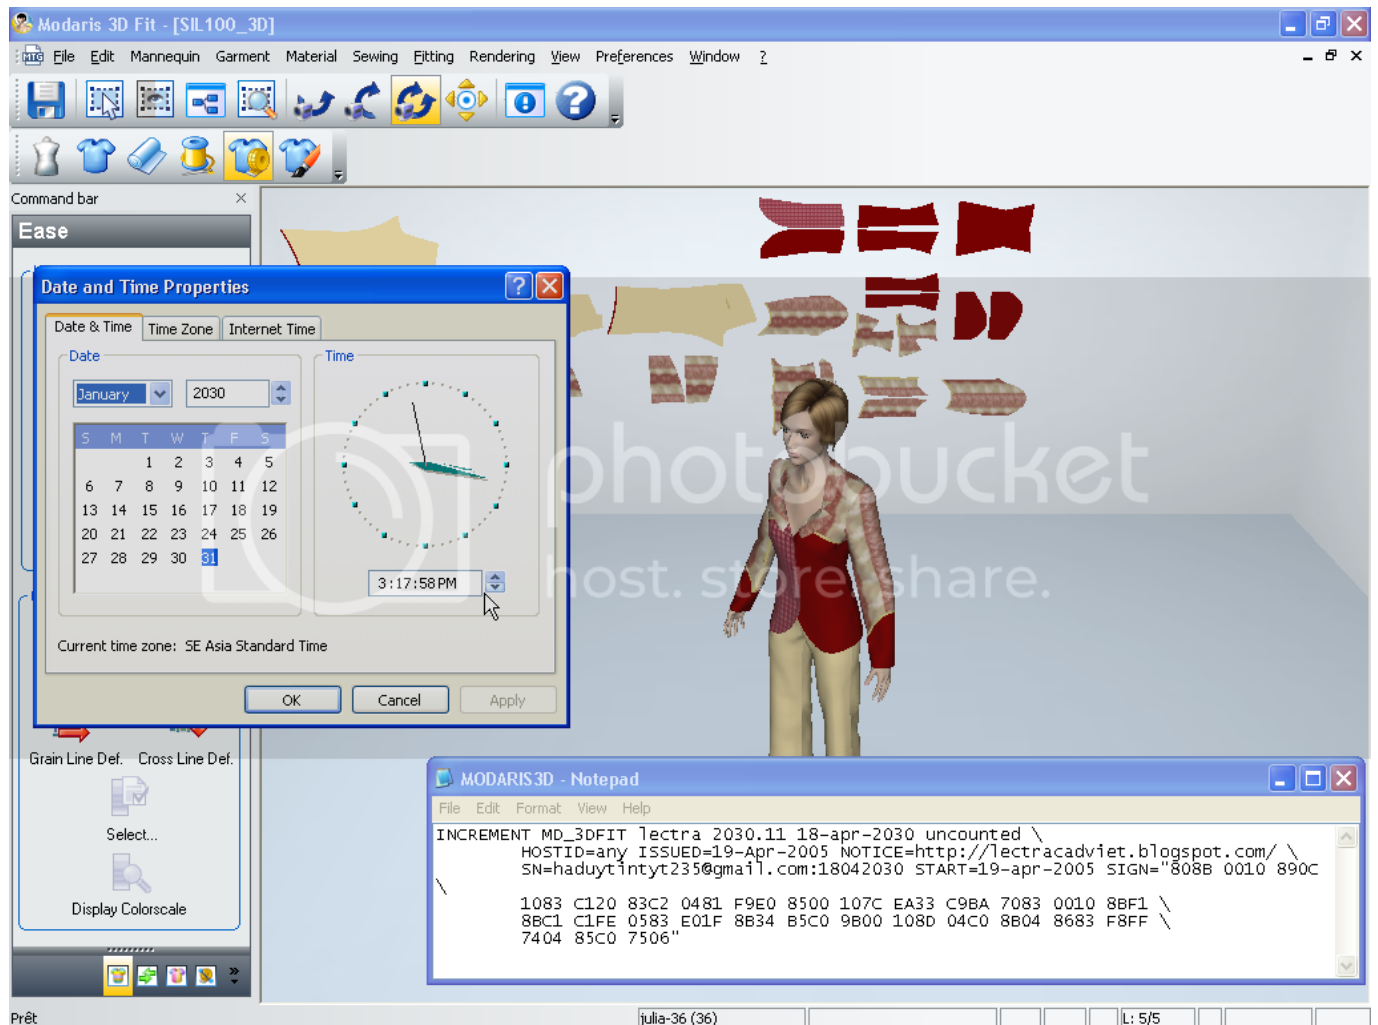 Modaris 3D Fit - [SIL100_3D]
File Edit Mannequin Garment Material Sewing Fitting Rendering View Preferences Window ?
Command bar
Ease
Date and Time Properties
Date & Time Time Zone Internet Time
Date
Time
January 2030
S M T W T F S
1 2 3 4 5
6 7 8 9 10 11 12
13 14 15 16 17 18 19
20 21 22 23 24 25 26
27 28 29 30 31
3:17:58 PM
Current time zone: SE Asia Standard Time
OK Cancel Apply
photobucket
host. store. share.
Grain Line Def. Cross Line Def.
Select...
Display Colorscale
MODARIS3D - Notepad
File Edit Format View Help
INCREMENT MD_3DFIT lectra 2030.11 18-apr-2030 uncounted \
HOSTID=any ISSUED=19-Apr-2005 NOTICE=http://lectracadviet.blogspot.com/ \
SN=haduytintyt235@gmail.com:18042030 START=19-apr-2005 SIGN="808B 0010 890C
\
1083 C120 83C2 0481 F9E0 8500 107C EA33 C9BA 7083 0010 8BF1 \
8BC1 C1FE 0583 E01F 8B34 B5C0 9B00 108D 04C0 8B04 8683 F8FF \
7404 85C0 7506"
Prêt
julia-36 (36)
L: 5/5